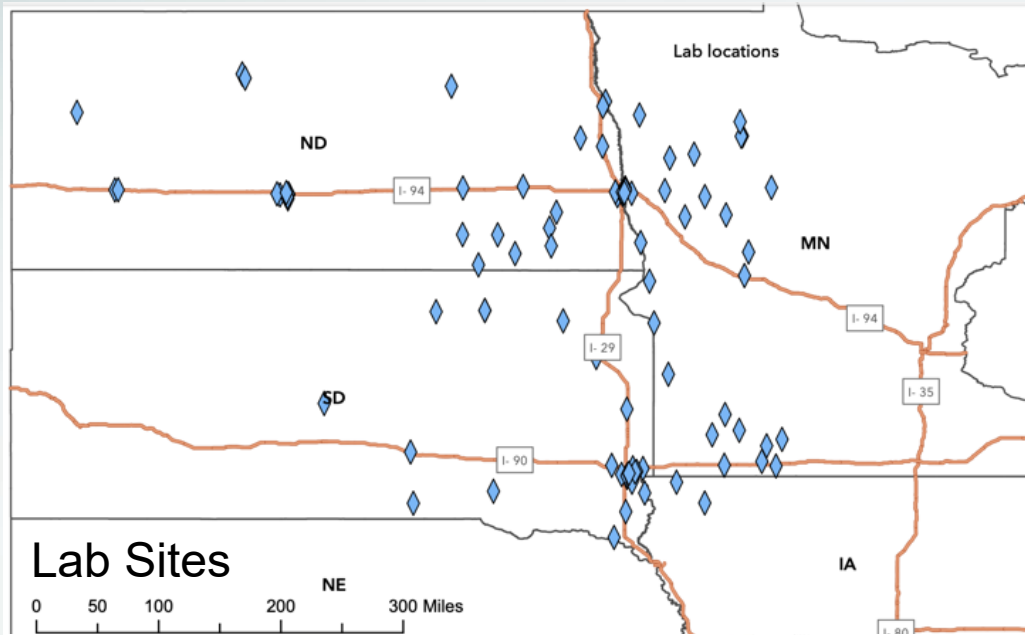 Lab locations
ND
I- 94
MN
I- 94
I- 29
I- 35
SD
I- 90
Lab Sites
NE
IA
0 50 100 200 300 Miles
I- 80